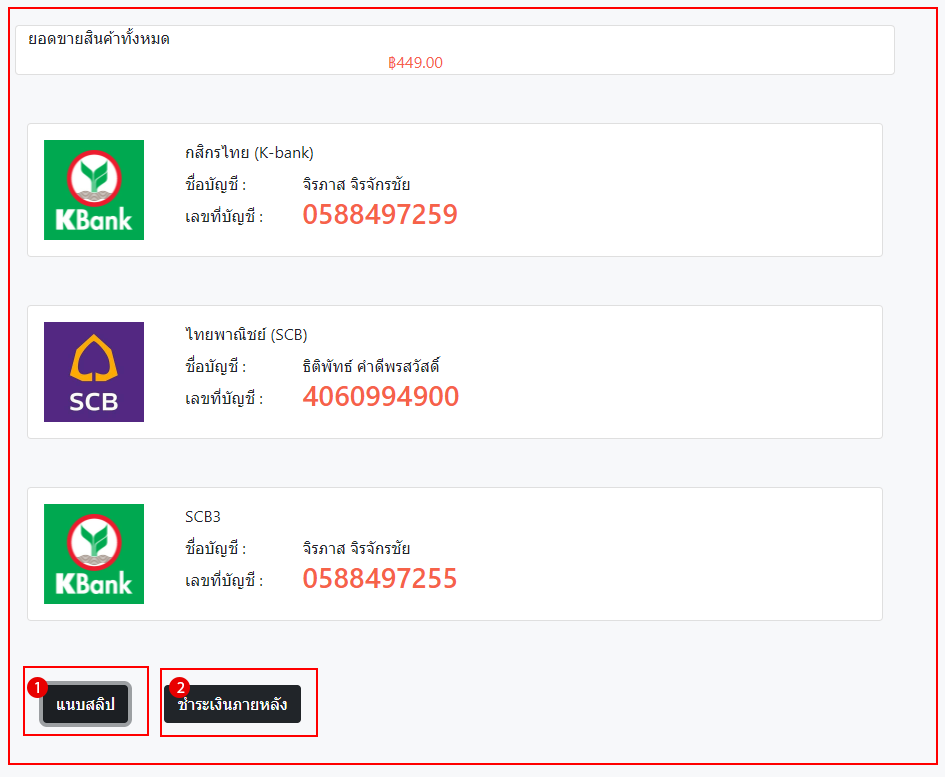 ยอดขายสินค้าทั้งหมด
฿449.00
KBank
กสิกรไทย (K-bank)
ชื่อบัญชี : จิรภาส จิรจักรชัย
เลขที่บัญชี : 0588497259
SCB
ไทยพาณิชย์ (SCB)
ชื่อบัญชี : ธิติพัทธ์ คำดีพรสวัสดิ์
เลขที่บัญชี : 4060994900
KBank
SCB3
ชื่อบัญชี : จิรภาส จิรจักรชัย
เลขที่บัญชี : 0588497255
1 แนบสลิป
2 ชำระเงินภายหลัง